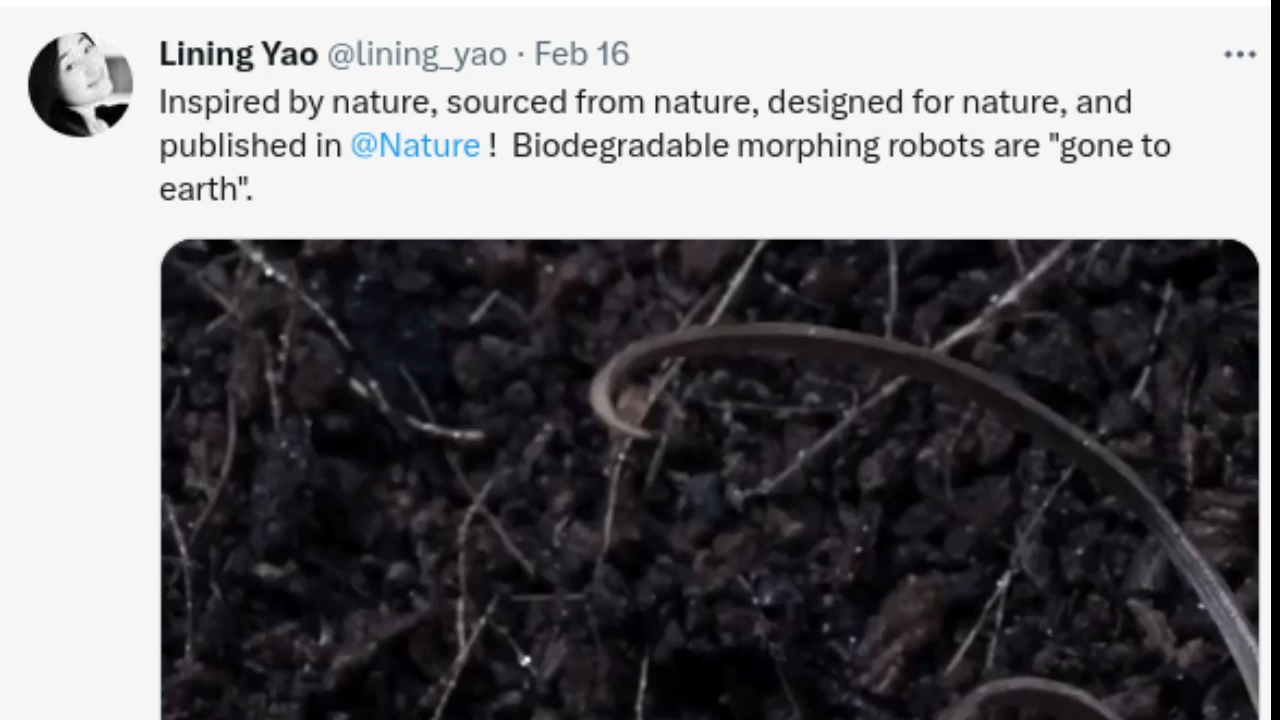 Lining Yao @lining_yao · Feb 16
Inspired by nature, sourced from nature, designed for nature, and
published in @Nature ! Biodegradable morphing robots are "gone to
earth".